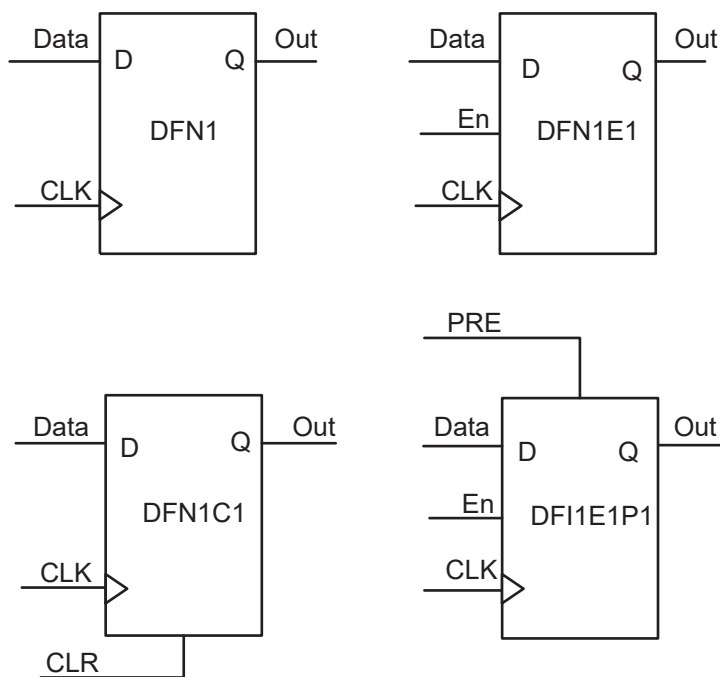 Data
D
Q
Out
DFN1
CLK
Data
D
Q
Out
En
DFN1E1
CLK
Data
D
Q
Out
DFN1C1
CLK
CLR
PRE
Data
D
Q
Out
En
DFI1E1P1
CLK